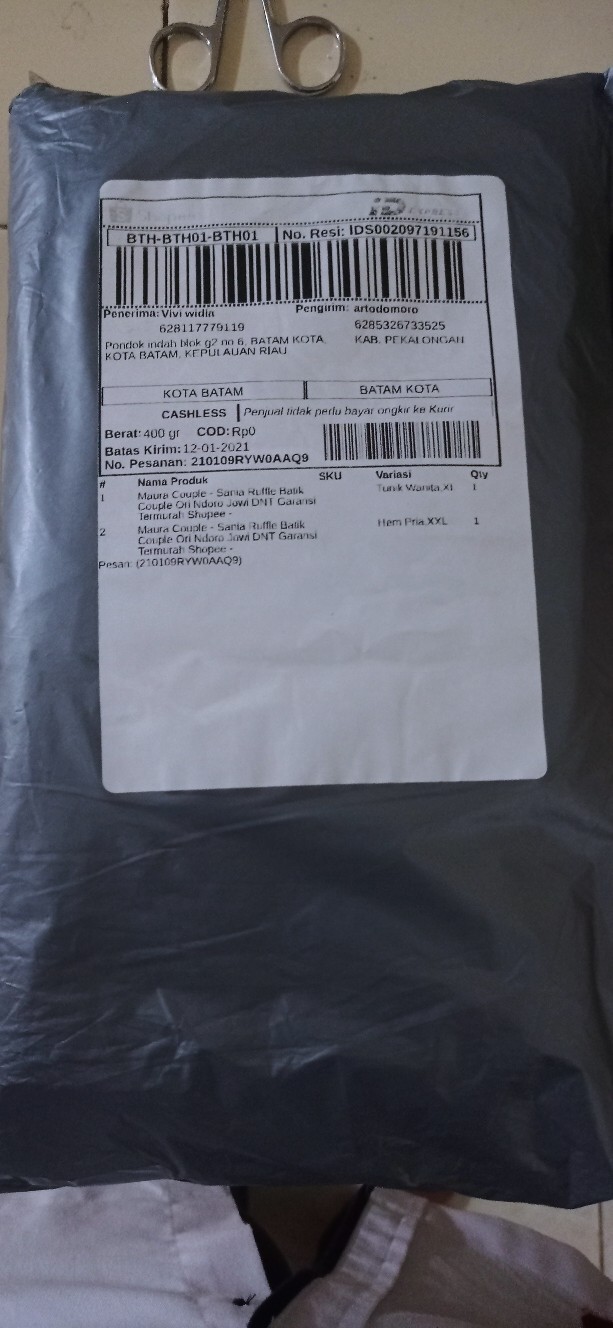 Shopee
iD EXPRESS
BTH-BTH01-BTH01 No. Resi: IDS002097191156
Penerima: Vivi widia Pengirim: artodomoro
628117779119 6285326733525
Pondok indah blok g2 no 6, BATAM KOTA, KAB. PEKALONGAN
KOTA BATAM, KEPULAUAN RIAU
KOTA BATAM BATAM KOTA
CASHLESS Penjual tidak perlu bayar ongkir ke Kurir
Berat: 400 gr COD: Rp0
Batas Kirim: 12-01-2021
No. Pesanan: 210109RYW0AAQ9
# Nama Produk SKU Variasi Qty
1 Maura Couple - Sania Ruffle Batik Tunik Wanita,XL 1
Couple Ori Ndoro Jowi DNT Garansi
Termurah Shopee -
2 Maura Couple - Sania Ruffle Batik Hem Pria,XXL 1
Couple Ori Ndoro Jowi DNT Garansi
Termurah Shopee -
Pesan: (210109RYW0AAQ9)